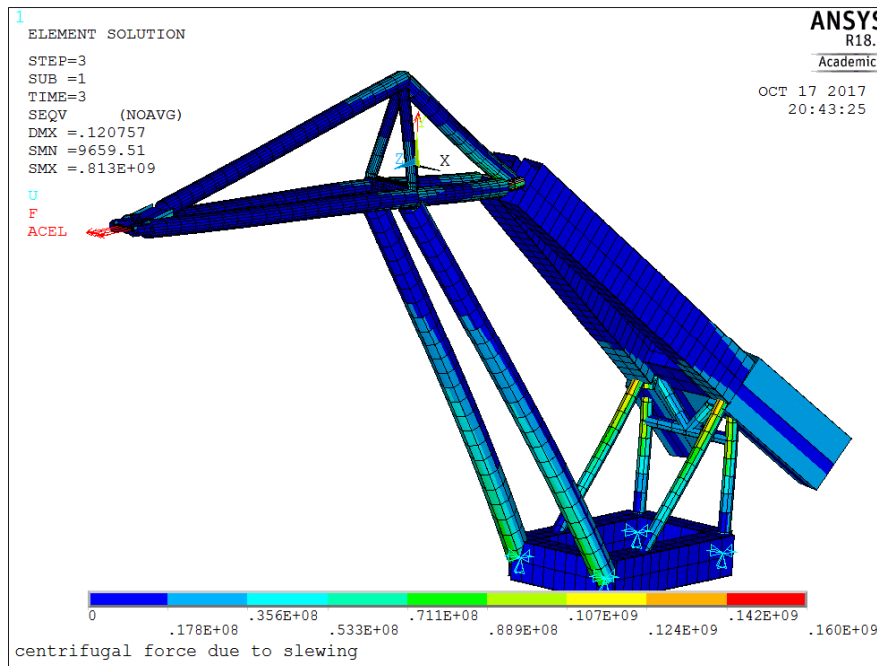 1
ELEMENT SOLUTION
STEP=3
SUB =1
TIME=3
SEQV (NOAVG)
DMX =.120757
SMN =9659.51
SMX =.813E+09
U
F
ACEL
ANSYS
R18.
Academic
OCT 17 2017
20:43:25
Y
Z X
0 .356E+08 .711E+08 .107E+09 .142E+09
.178E+08 .533E+08 .889E+08 .124E+09 .160E+09
centrifugal force due to slewing